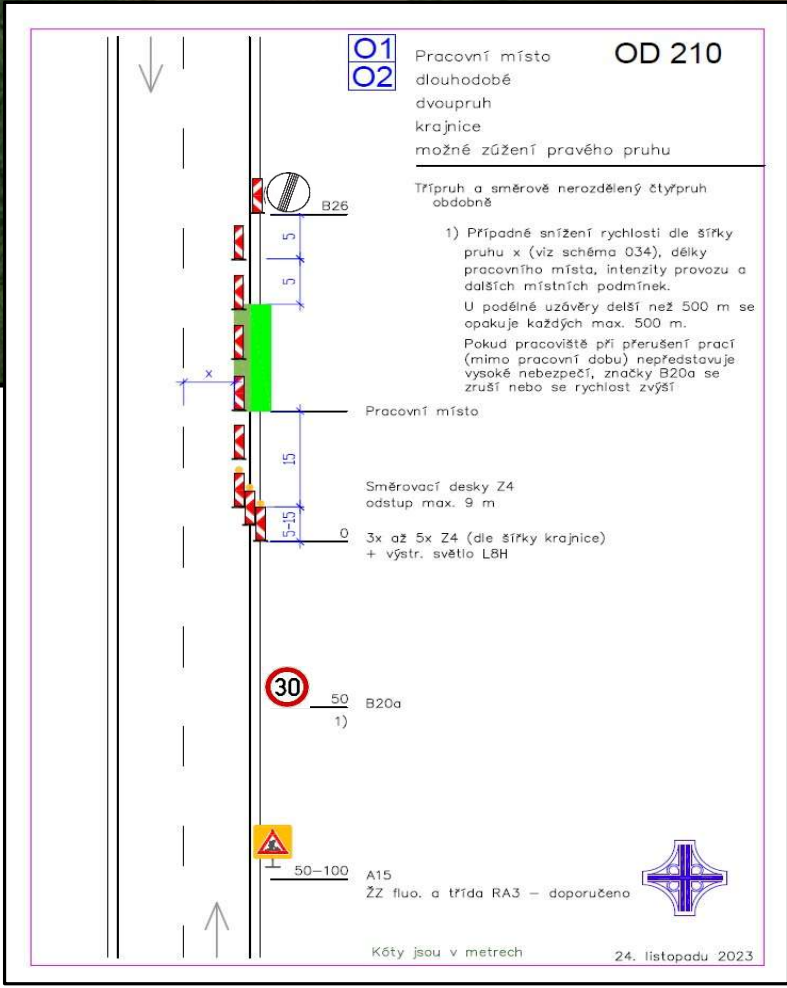 O1
O2
Pracovní místo
OD 210
dlouhodobé
dvoupruh
krajnice
možné zúžení pravého pruhu
Třípruh a směrově nerozdělený čtyřpruh
obdobně
B26
1) Případné snížení rychlosti dle šířky
pruhu x (viz schéma 034), délky
pracovního místa, intenzity provozu a
dalších místních podmínek.
U podélné uzávěry delší než 500 m se
opakuje každých max. 500 m.
Pokud pracoviště při přerušení prací
(mimo pracovní dobu) nepředstavuje
vysoké nebezpečí, značky B20a se
zruší nebo se rychlost zvýší
5
5
x
Pracovní místo
15
Směrovací desky Z4
odstup max. 9 m
5-15
0
3x až 5x Z4 (dle šířky krajnice)
+ výstr. světlo L8H
30
50
B20a
1)
50-100
A15
ŽZ fluo. a třída RA3 – doporučeno
Kóty jsou v metrech
24. listopadu 2023